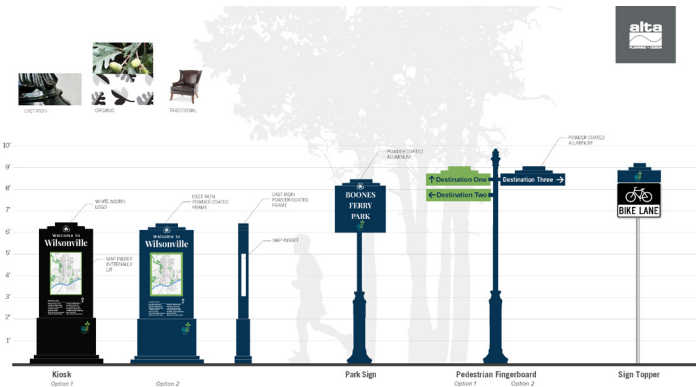 alta
PLANNING + DESIGN
CAST IRON
ORGANIC
TRADITIONAL
10'
9'
8'
7'
6'
5'
4'
3'
2'
1'
WHITE ACORN
LOGO
Welcome to
Wilsonville
MAP INSERT
INTERNALLY
LIT
CAST IRON
POWDER COATED
FRAME
Welcome to
Wilsonville
CAST IRON
POWDER COATED
FRAME
MAP INSERT
POWDER COATED
ALUMINUM
BOONES
FERRY
PARK
POWDER COATED
ALUMINUM
↑ Destination One
← Destination Two
Destination Three →
BIKE LANE
Kiosk
Option 1
Option 2
Park Sign
Pedestrian Fingerboard
Option 1
Option 2
Sign Topper